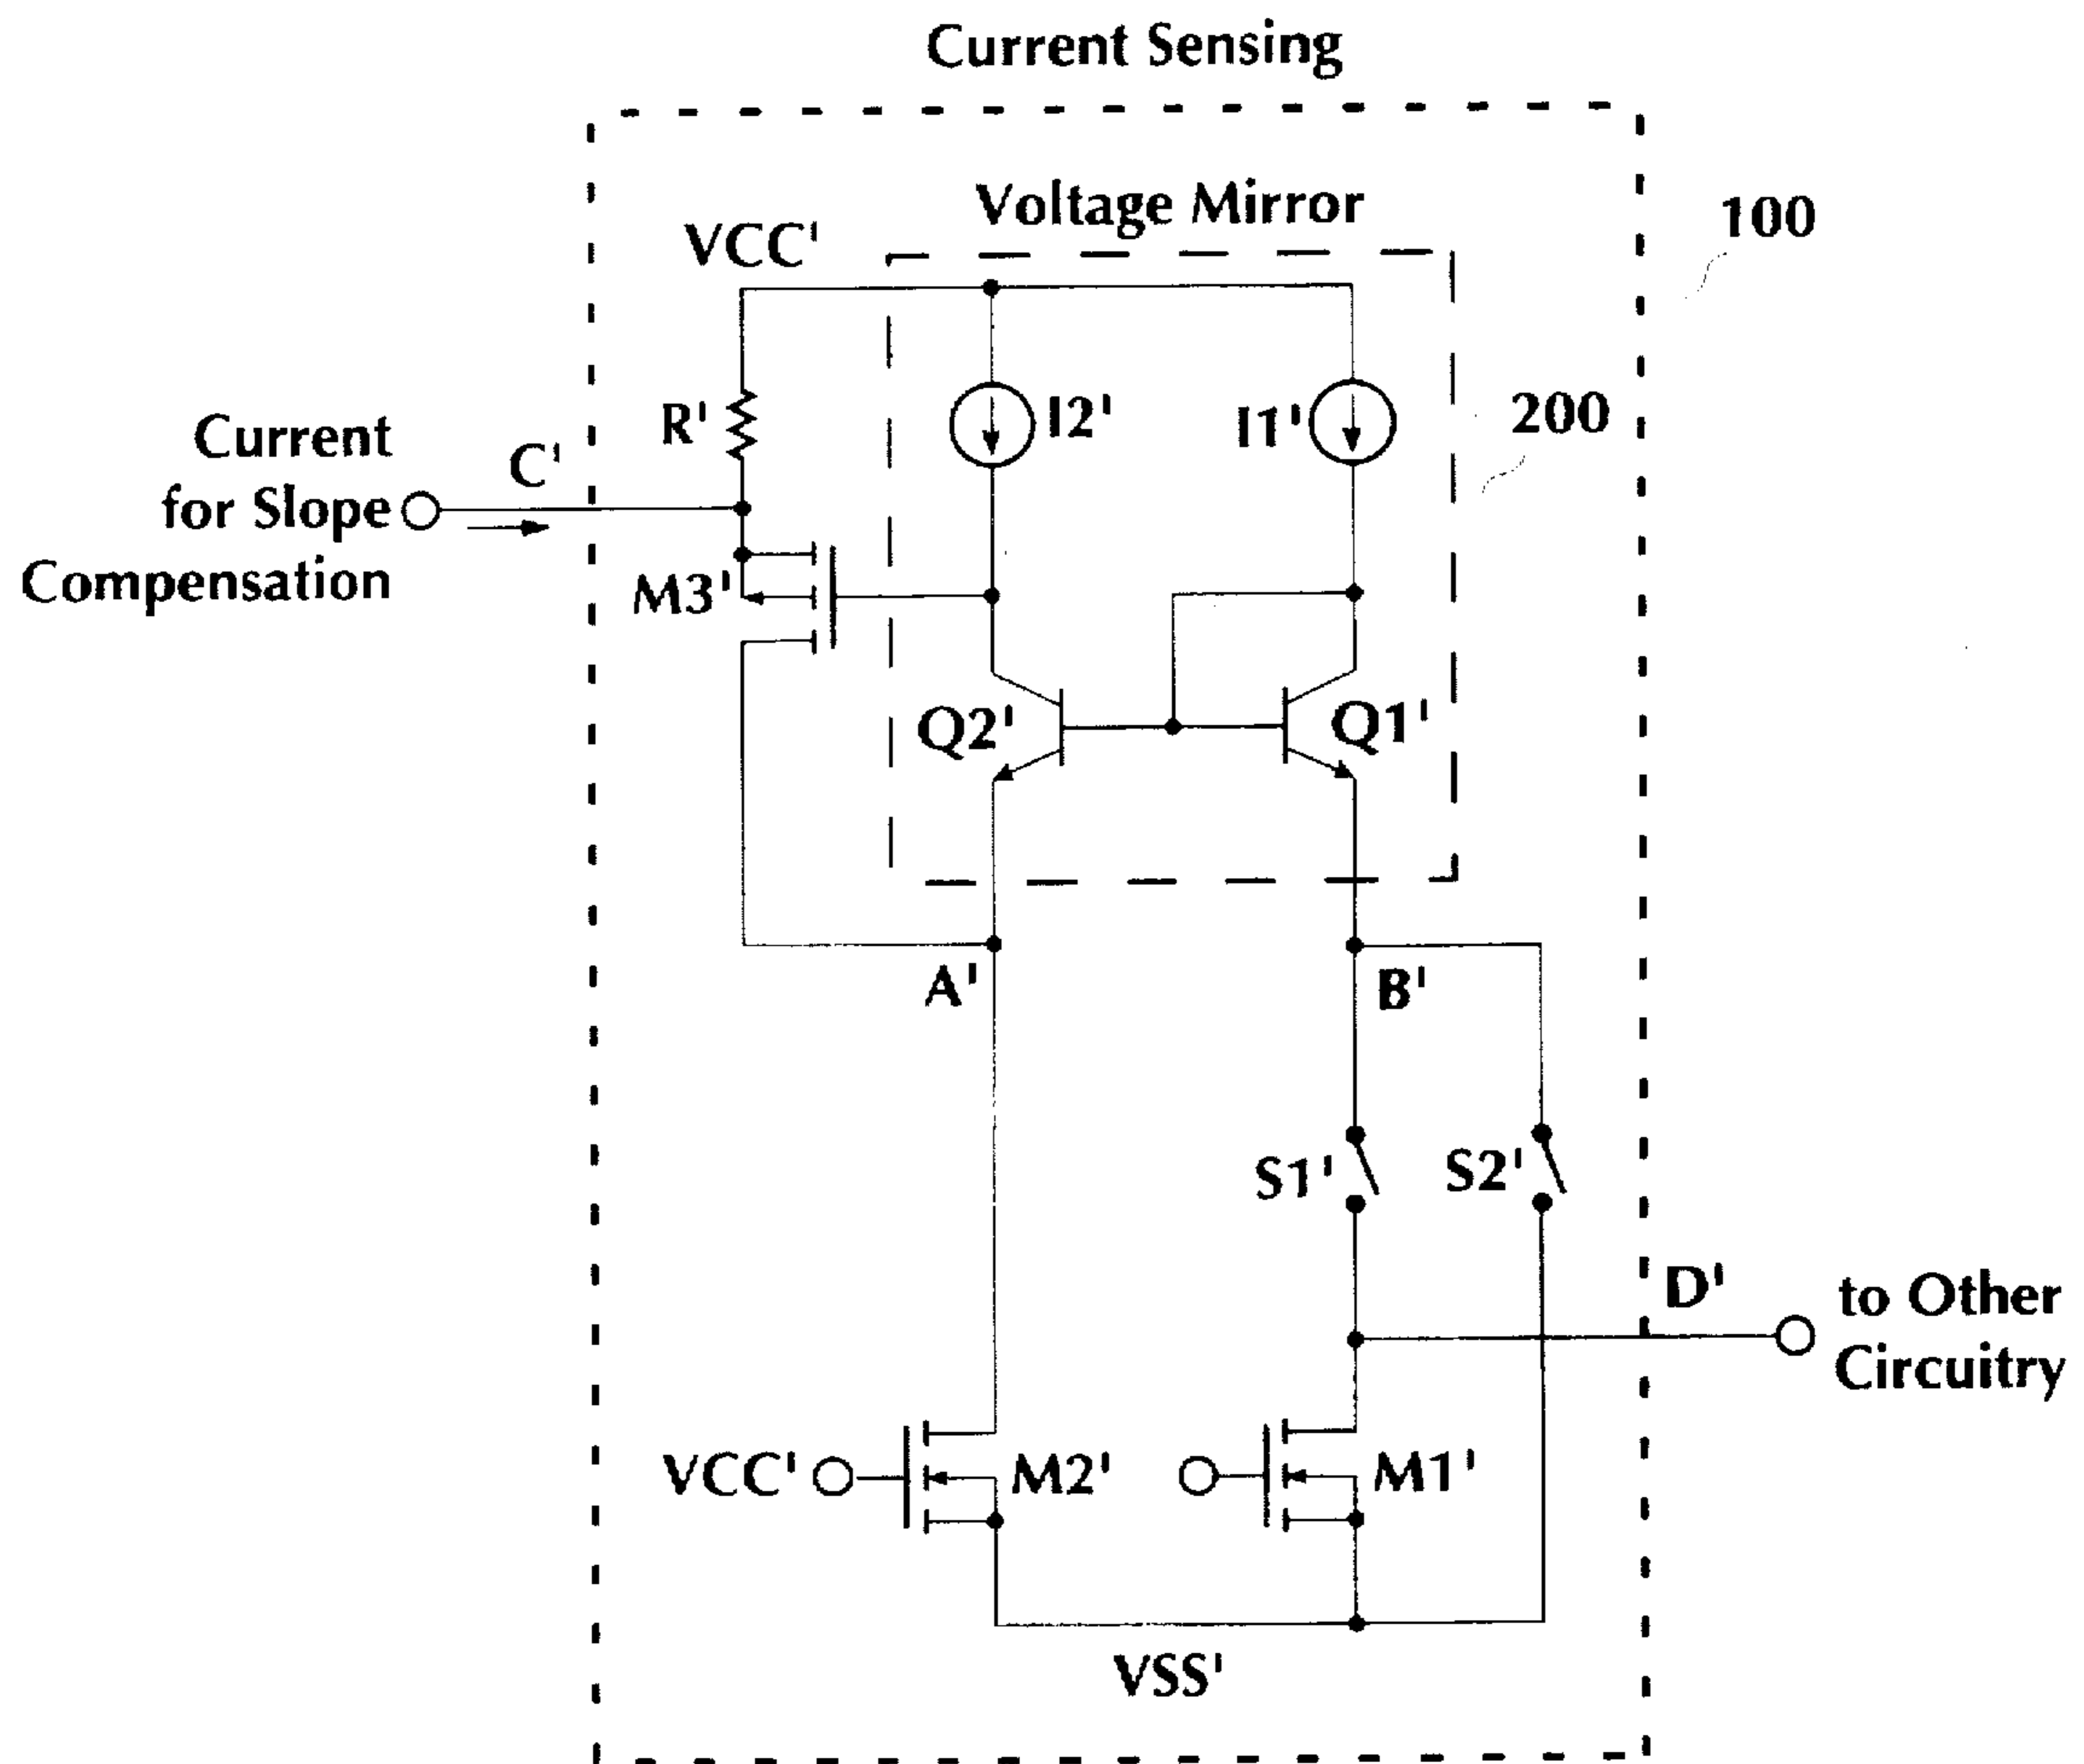 Current Sensing
Voltage Mirror
VCC'
100
R'
I2'
I1'
200
Current
for Slope
Compensation
C'
M3'
Q2'
Q1'
A'
B'
S1'
S2'
D'
to Other
Circuitry
VCC'
M2'
M1'
VSS'